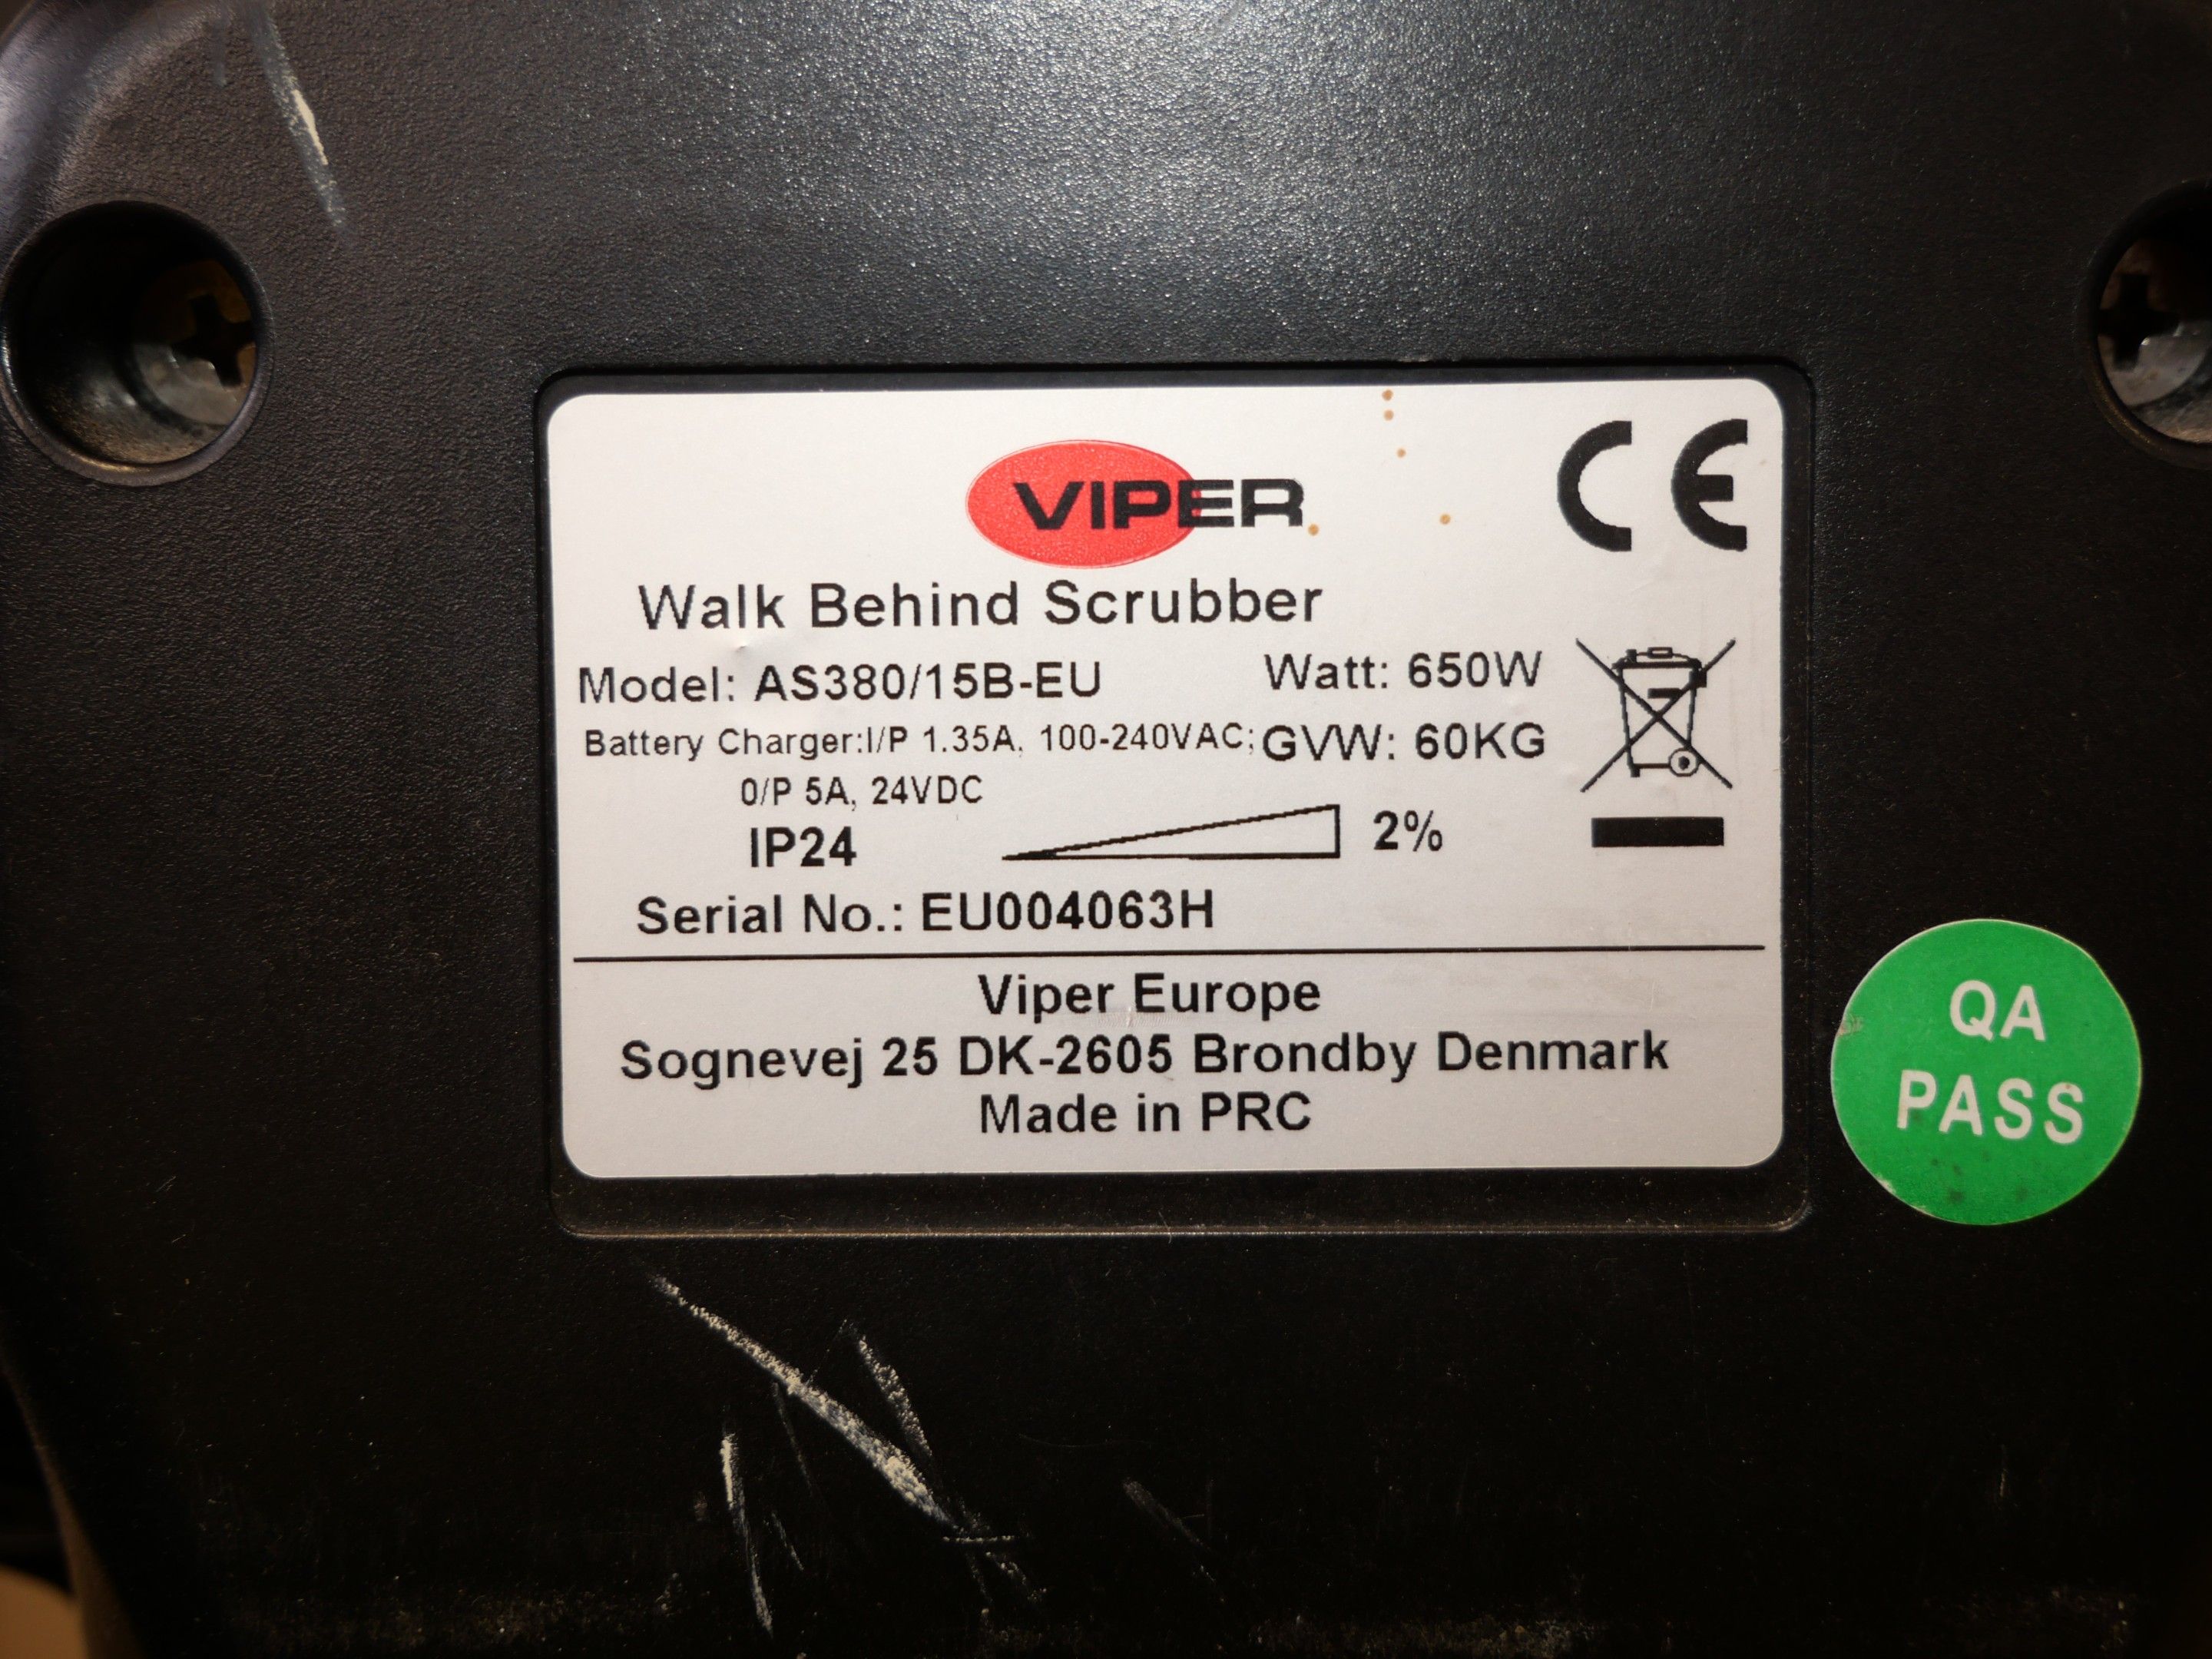 VIPER
CE
Walk Behind Scrubber
Model: AS380/15B-EU
Watt: 650W
Battery Charger:I/P 1.35A, 100-240VAC;
GVW: 60KG
0/P 5A, 24VDC
IP24
2%
Serial No.: EU004063H
Viper Europe
Sognevej 25 DK-2605 Brondby Denmark
Made in PRC
QA
PASS